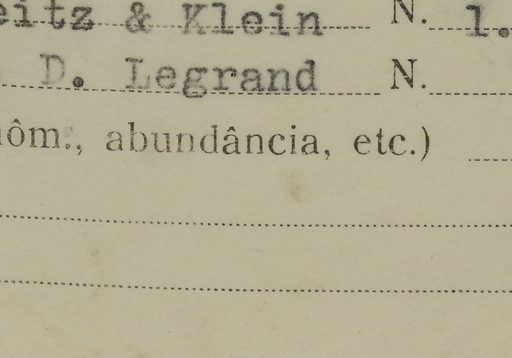 eitz & Klein N. 1.
D. Legrand N.
ôm., abundância, etc.)